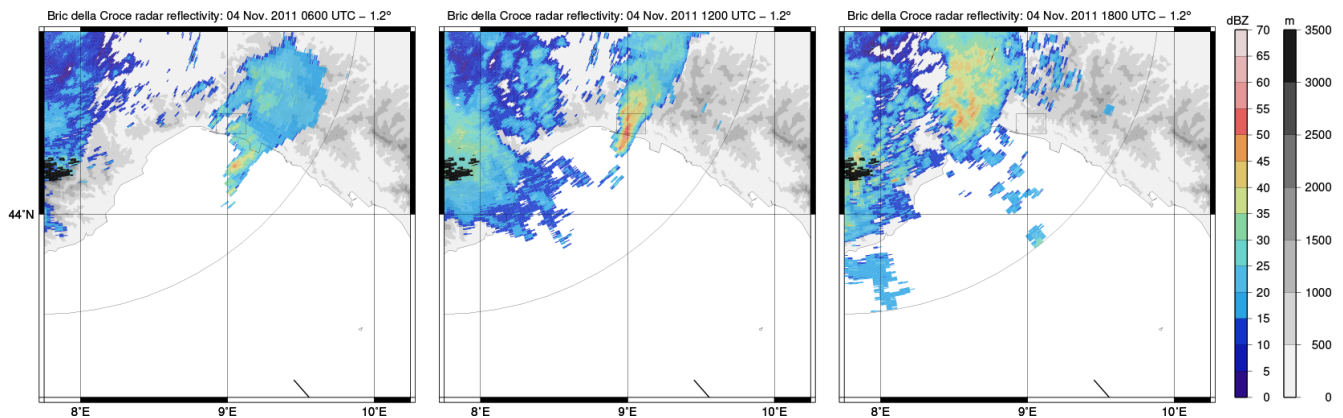 Bric della Croce radar reflectivity: 04 Nov. 2011 0600 UTC – 1.2°
Bric della Croce radar reflectivity: 04 Nov. 2011 1200 UTC – 1.2°
Bric della Croce radar reflectivity: 04 Nov. 2011 1800 UTC – 1.2°
dBZ m
70 3500
65
60 3000
55
50 2500
45
40 2000
35
30 1500
25
20 1000
15
10 500
5
0 0
44°N
8°E 9°E 10°E
8°E 9°E 10°E
8°E 9°E 10°E